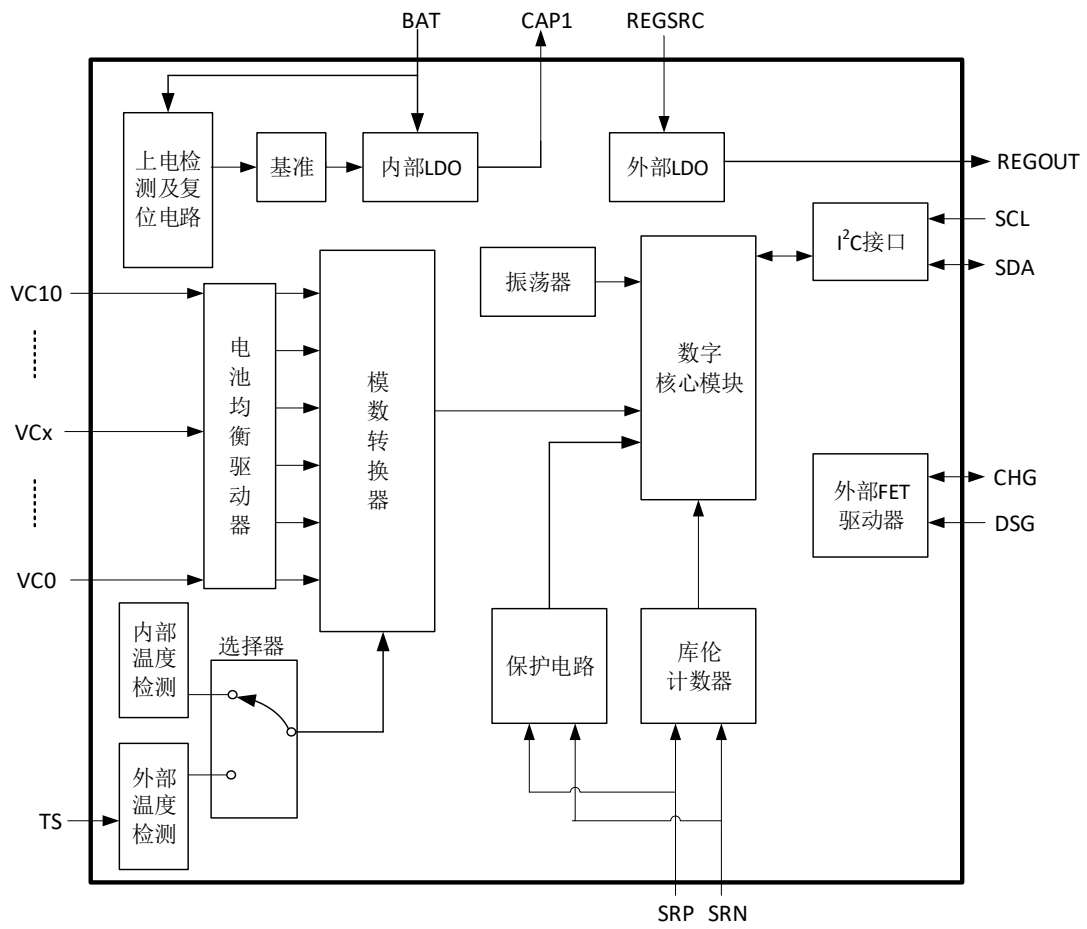 BAT
CAP1
REGSRC
上电检
测及复
位电路
基准
内部LDO
外部LDO
REGOUT
I²C接口
SCL
SDA
振荡器
VC10
VCx
VC0
电
池
均
衡
驱
动
器
模
数
转
换
器
数字
核心模块
外部FET
驱动器
CHG
DSG
内部
温度
检测
选择器
保护电路
库伦
计数器
外部
温度
检测
TS
SRP
SRN